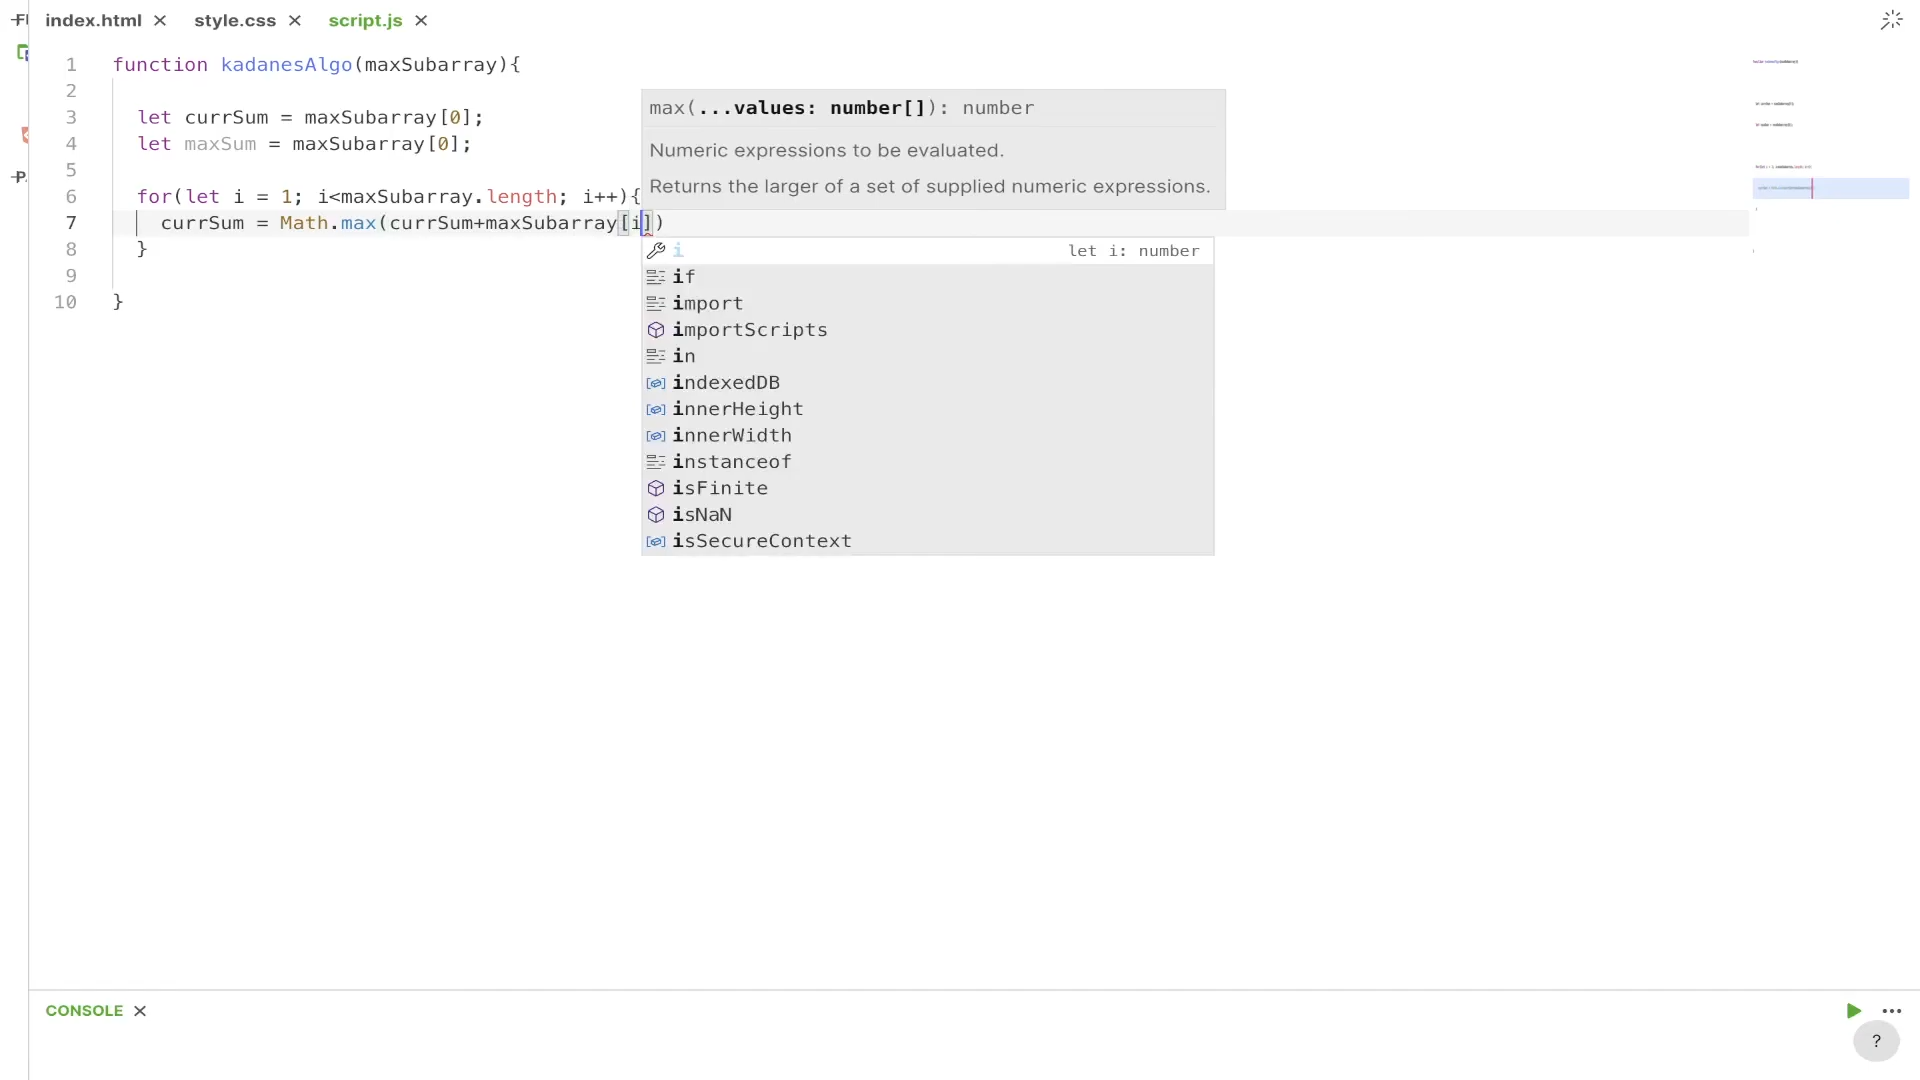 index.html × style.css × script.js ×
1 function kadanesAlgo(maxSubarray){
2
3 let currSum = maxSubarray[0];
4 let maxSum = maxSubarray[0];
5
6 for(let i = 1; i<maxSubarray.length; i++){
7 currSum = Math.max(currSum+maxSubarray[i])
8 }
9
10 }
max(...values: number[]): number
Numeric expressions to be evaluated.
Returns the larger of a set of supplied numeric expressions.
i let i: number
if
import
importScripts
in
indexedDB
innerHeight
innerWidth
instanceof
isFinite
isNaN
isSecureContext
CONSOLE ×
?